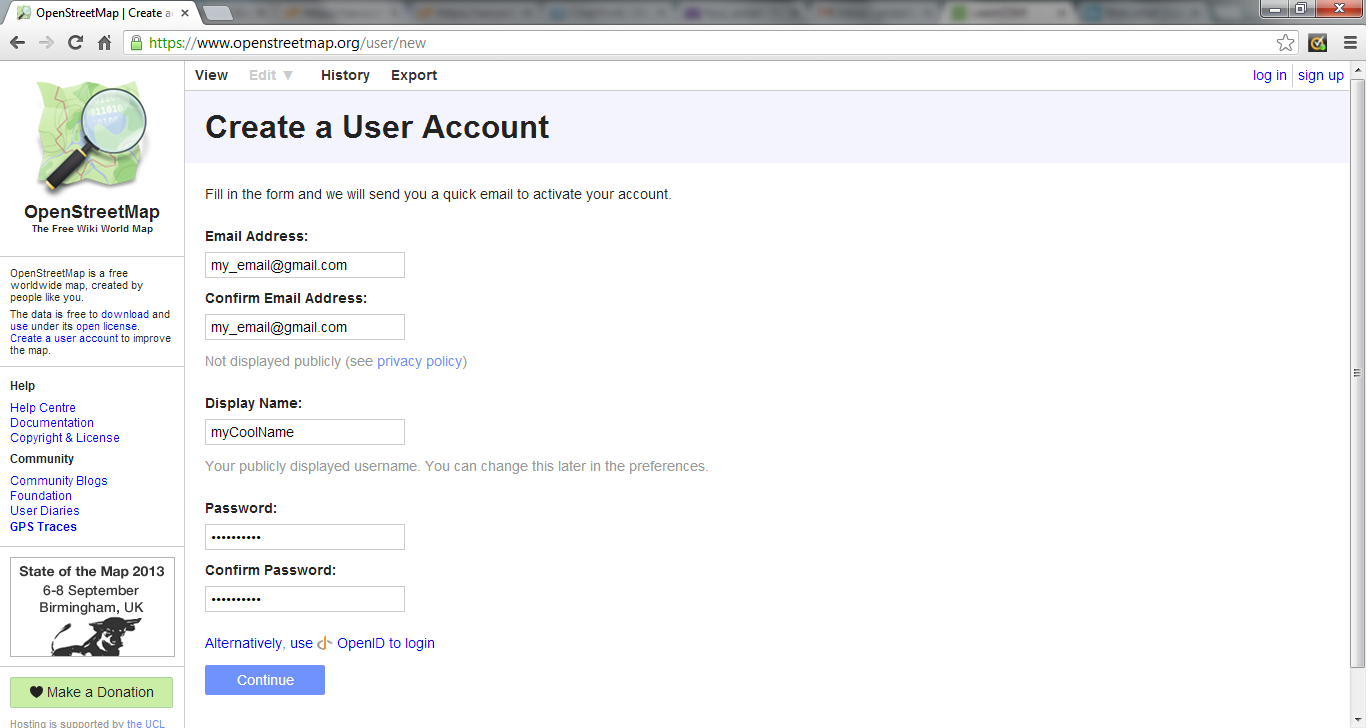 OpenStreetMap | Create a
https://www.openstreetmap.org/user/new
View Edit ▼ History Export
log in sign up
OpenStreetMap
The Free Wiki World Map
OpenStreetMap is a free
worldwide map, created by
people like you.
The data is free to download and
use under its open license.
Create a user account to improve
the map.
Help
Help Centre
Documentation
Copyright & License
Community
Community Blogs
Foundation
User Diaries
GPS Traces
State of the Map 2013
6-8 September
Birmingham, UK
Make a Donation
Hosting is supported by the UCL
Create a User Account
Fill in the form and we will send you a quick email to activate your account.
Email Address:
my_email@gmail.com
Confirm Email Address:
my_email@gmail.com
Not displayed publicly (see privacy policy)
Display Name:
myCoolName
Your publicly displayed username. You can change this later in the preferences.
Password:
••••••••••
Confirm Password:
••••••••••
Alternatively, use OpenID to login
Continue